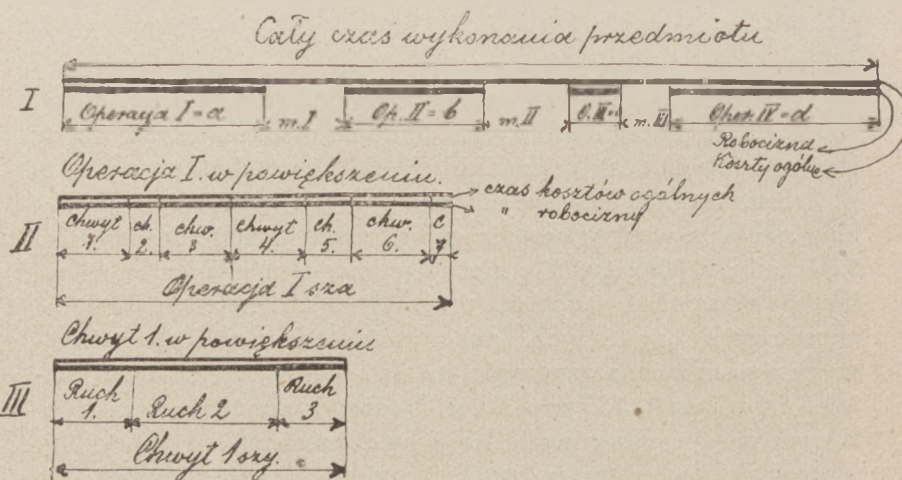 Cały czas wykonania przedmiotu
I
Operacja I = a m. I Op. II = b m. II O. III m. III Oper. IV = d
Robocizna
Koszty ogólne
Operacja I. w powiększeniu.
czas kosztów ogólnych
" robocizny
II
chwyt 1. ch. 2. chw. 3 chwyt 4. ch. 5. chw. 6. C 7
Operacja I sza
Chwyt 1. w powiększeniu
III
Ruch 1. Ruch 2 Ruch 3
Chwyt 1szy.